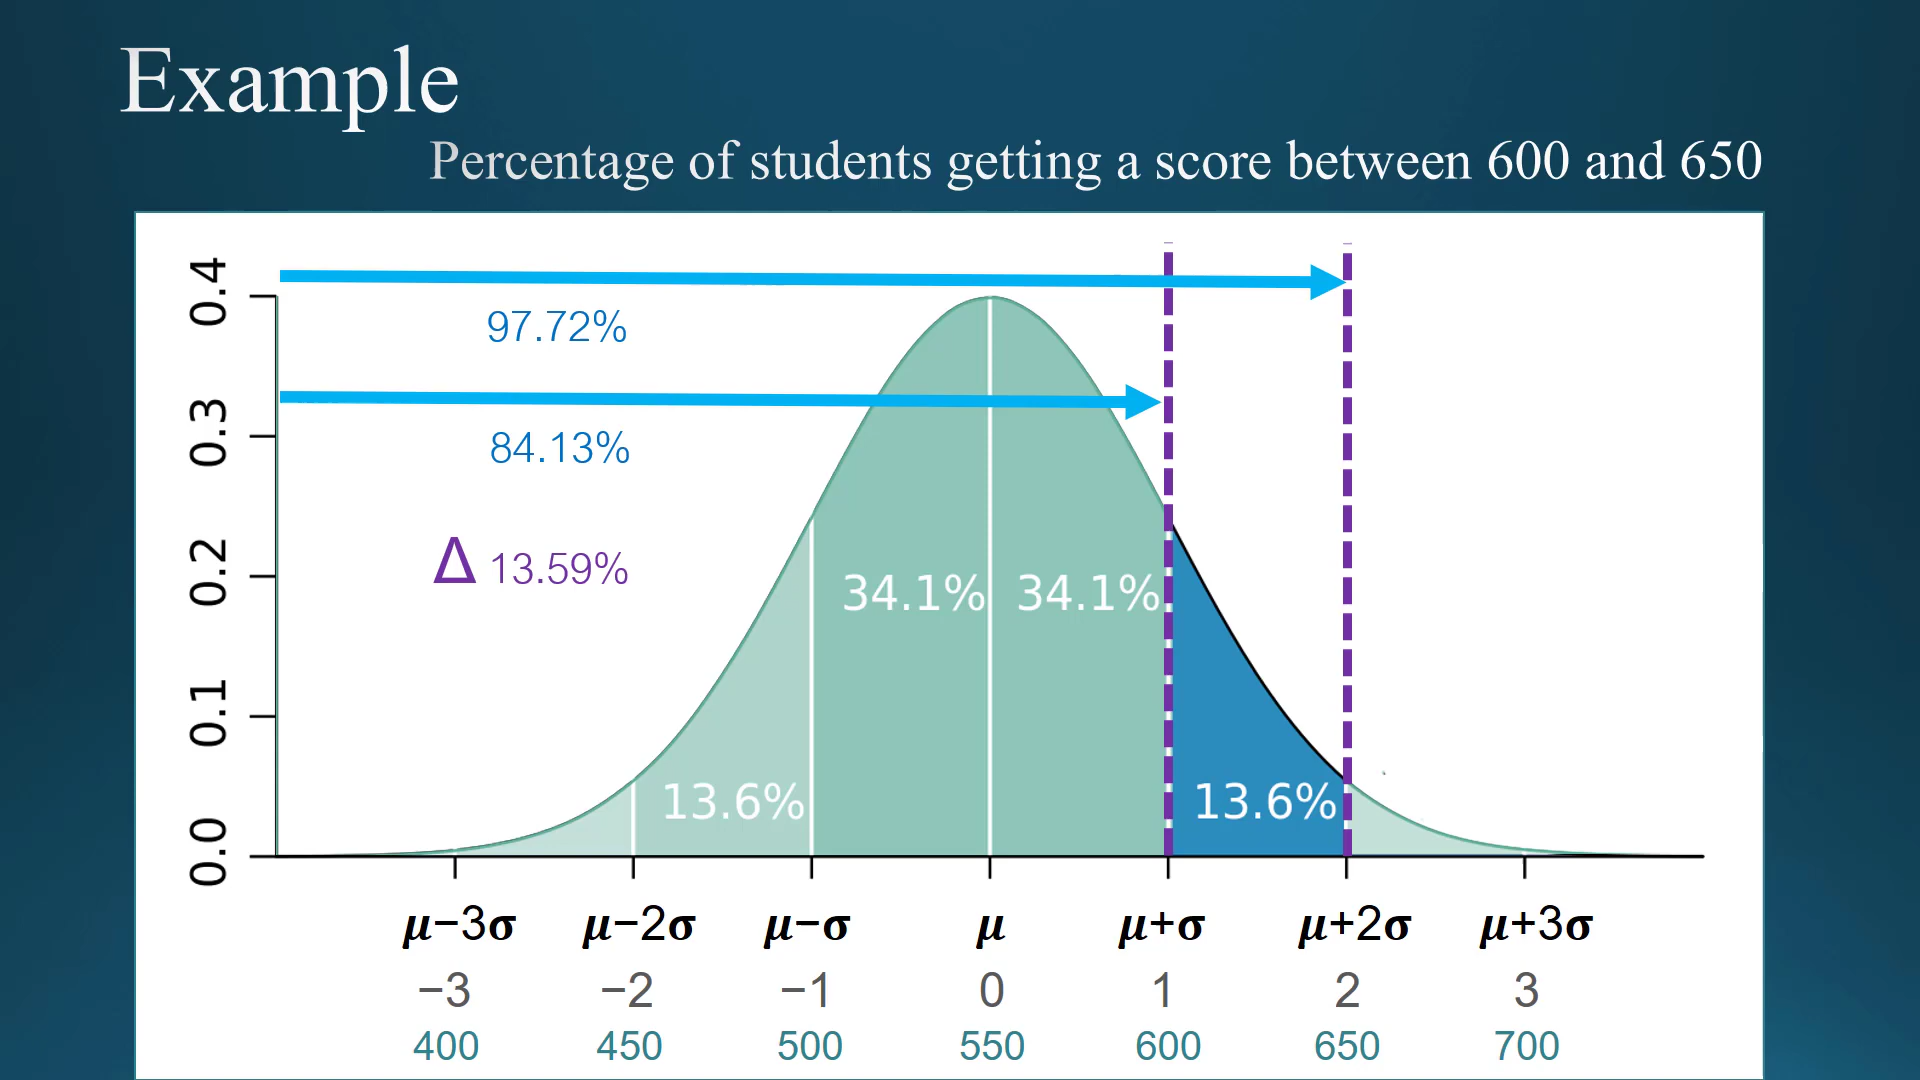 Example
Percentage of students getting a score between 600 and 650
0.4
0.3
0.2
0.1
0.0
97.72%
84.13%
Δ 13.59%
34.1% 34.1%
13.6% 13.6%
μ−3σ μ−2σ μ−σ μ μ+σ μ+2σ μ+3σ
−3 −2 −1 0 1 2 3
400 450 500 550 600 650 700